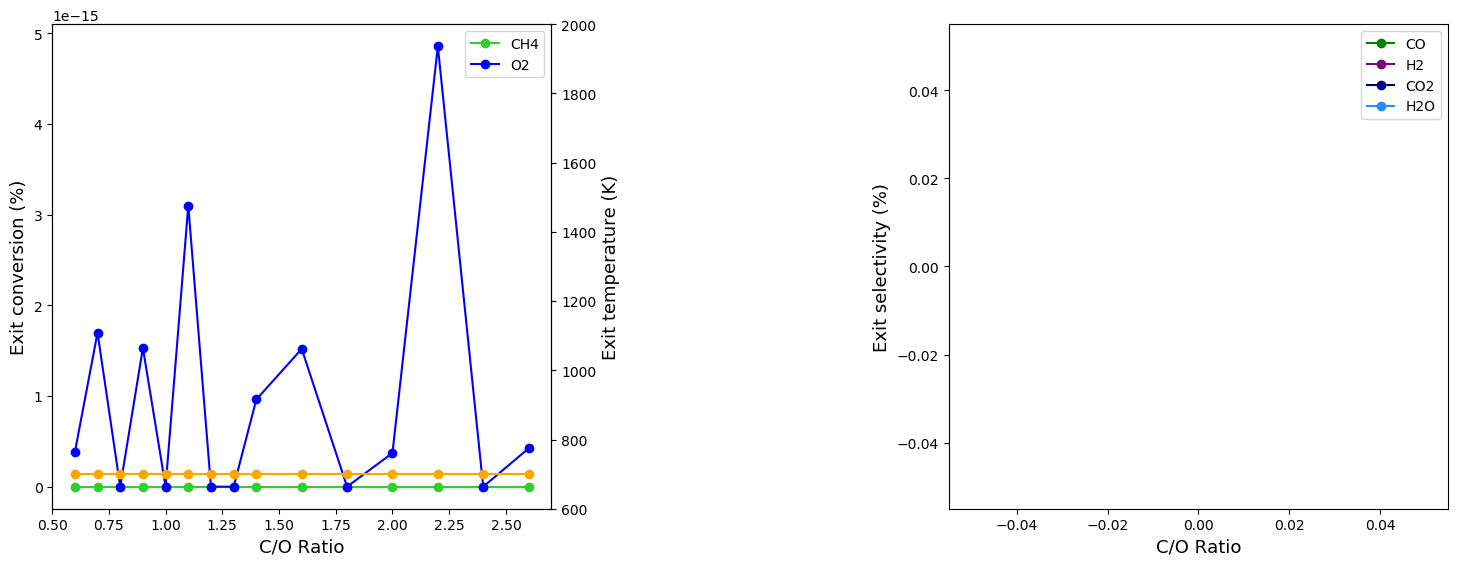 1e−15
5
4
3
2
1
0
Exit conversion (%)
0.50 0.75 1.00 1.25 1.50 1.75 2.00 2.25 2.50
C/O Ratio
CH4
O2
2000
1800
1600
1400
1200
1000
800
600
Exit temperature (K)
0.04
0.02
0.00
−0.02
−0.04
Exit selectivity (%)
−0.04 −0.02 0.00 0.02 0.04
C/O Ratio
CO
H2
CO2
H2O